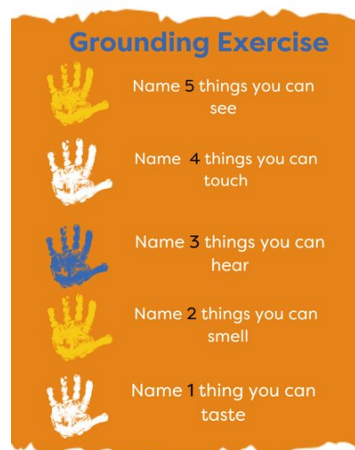 Grounding Exercise
Name 5 things you can
see
Name 4 things you can
touch
Name 3 things you can
hear
Name 2 things you can
smell
Name 1 thing you can
taste